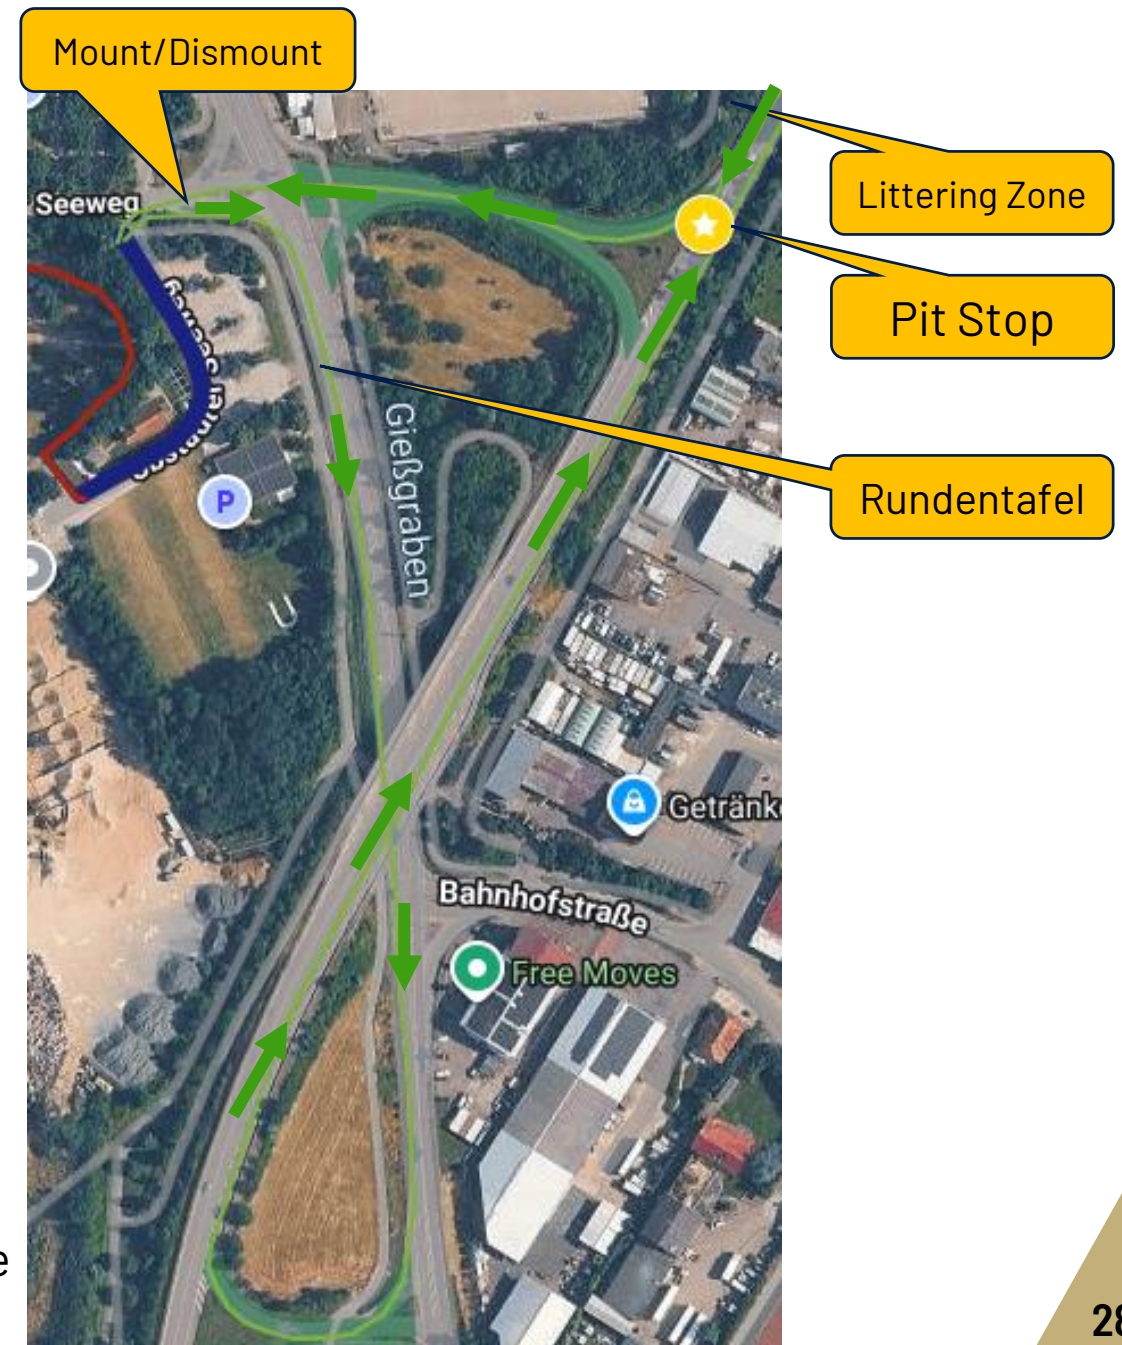 Mount/Dismount
Littering Zone
Seeweg
Pit Stop
Gießgraben
Rundentafel
P
Getränk
Bahnhofstraße
Free Moves
e
28